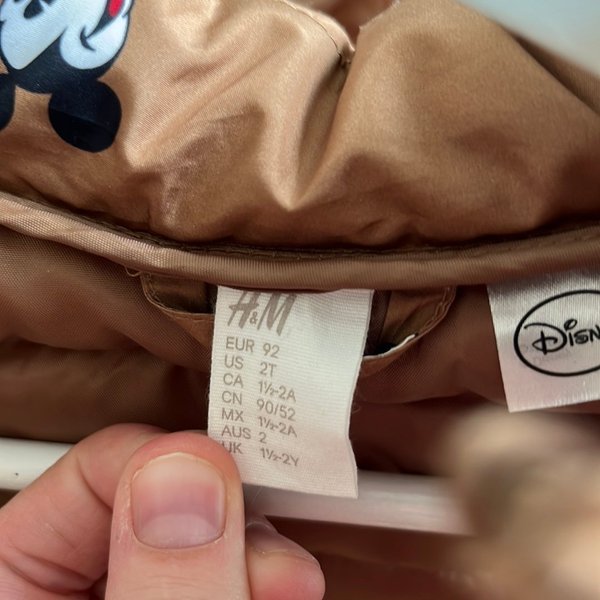 H&M
EUR 92
US 2T
CA 1½-2A
CN 90/52
MX 1½-2A
AUS 2
UK 1½-2Y